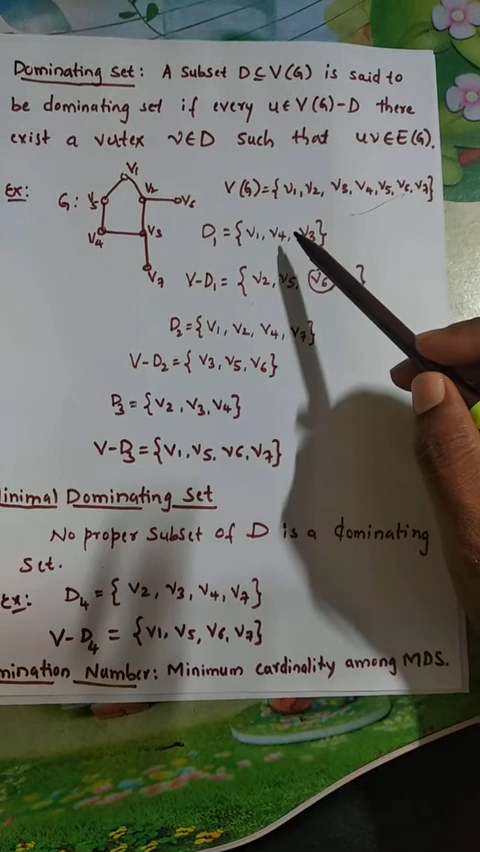 Dominating Set: A subset D⊆V(G) is said to
be dominating set if every u∈V(G)-D there
exist a vertex v∈D such that uv∈E(G).
Ex:
G:
V1
V2
V5
V6
V4
V3
V7
V(G)={V1,V2, V3,V4,V5,V6,V7}
D1={V1,V4,V3}
V-D1={V2,V5,V6 }
D2={V1,V2,V4,V7}
V-D2={V3,V5,V6}
D3={V2,V3,V4}
V-D3={V1,V5,V6,V7}
inimal Dominating Set
No proper subset of D is a dominating
Set.
Ex: D4={V2,V3,V4,V7}
V-D4={V1,V5,V6,V7}
mination Number: Minimum cardinality among MDS.